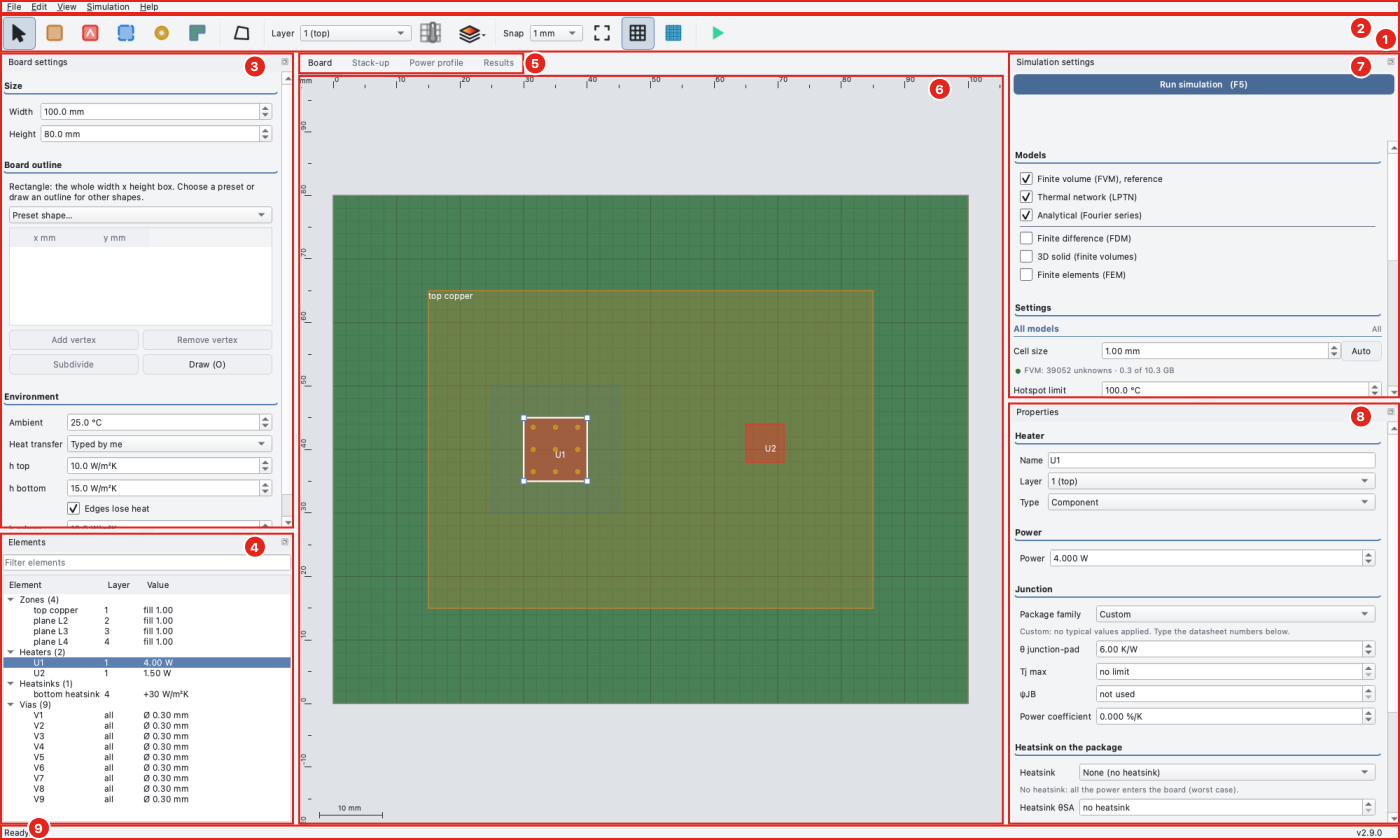 File Edit View Simulation Help
Layer 1 (top) Snap 1 mm
2
1
Board settings
3
Size
Width 100.0 mm
Height 80.0 mm
Board outline
Rectangle: the whole width x height box. Choose a preset or
draw an outline for other shapes.
Preset shape...
x mm y mm
Add vertex Remove vertex
Subdivide Draw (O)
Environment
Ambient 25.0 °C
Heat transfer Typed by me
h top 10.0 W/m²K
h bottom 15.0 W/m²K
Edges lose heat
Elements
4
Filter elements
Element Layer Value
Zones (4)
top copper 1 fill 1.00
plane L2 2 fill 1.00
plane L3 3 fill 1.00
plane L4 4 fill 1.00
Heaters (2)
U1 1 4.00 W
U2 1 1.50 W
Heatsinks (1)
bottom heatsink 4 +30 W/m²K
Vias (9)
V1 all Ø 0.30 mm
V2 all Ø 0.30 mm
V3 all Ø 0.30 mm
V4 all Ø 0.30 mm
V5 all Ø 0.30 mm
V6 all Ø 0.30 mm
V7 all Ø 0.30 mm
V8 all Ø 0.30 mm
V9 all Ø 0.30 mm
Board Stack-up Power profile Results
5
mm 0 10 20 30 40 50 60 70 80 90 100
6
90
80
70
60
50
40
30
20
10
0
-10
top copper
U1
U2
10 mm
Simulation settings
7
Run simulation (F5)
Models
Finite volume (FVM), reference
Thermal network (LPTN)
Analytical (Fourier series)
Finite difference (FDM)
3D solid (finite volumes)
Finite elements (FEM)
Settings
All models All
Cell size 1.00 mm Auto
FVM: 39052 unknowns · 0.3 of 10.3 GB
Hotspot limit 100.0 °C
Properties
8
Heater
Name U1
Layer 1 (top)
Type Component
Power
Power 4.000 W
Junction
Package family Custom
Custom: no typical values applied. Type the datasheet numbers below.
θ junction-pad 6.00 K/W
Tj max no limit
ψJB not used
Power coefficient 0.000 %/K
Heatsink on the package
Heatsink None (no heatsink)
No heatsink: all the power enters the board (worst case).
Heatsink θSA no heatsink
Ready
9
v2.9.0